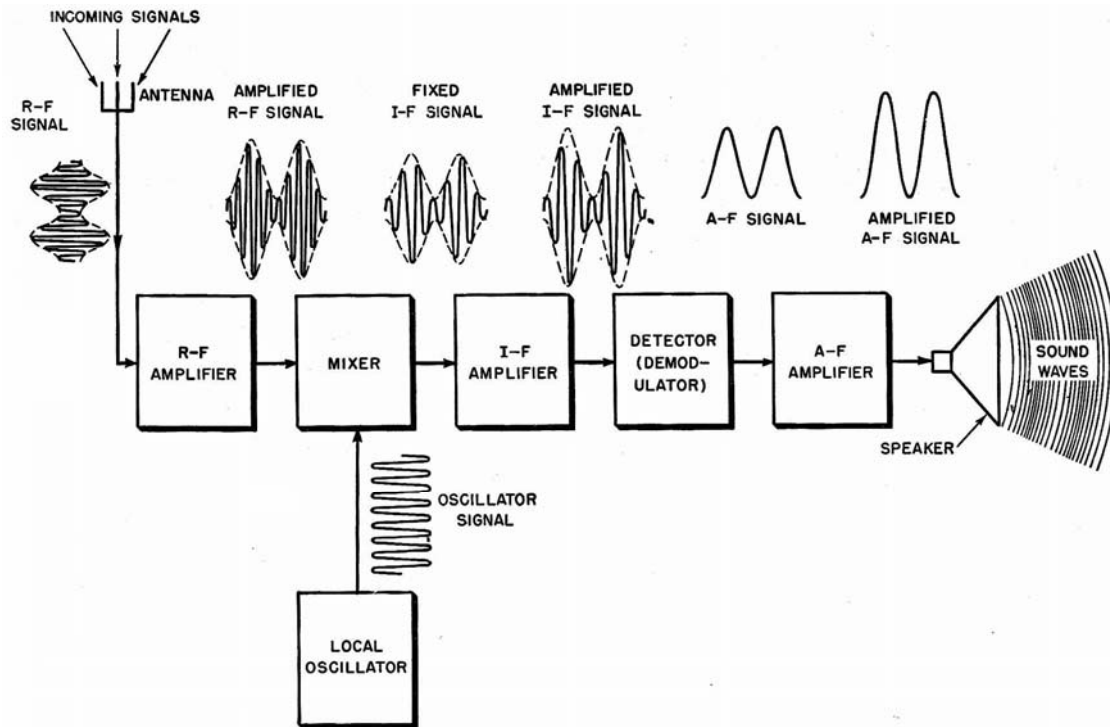 INCOMING SIGNALS
ANTENNA
R-F
SIGNAL
AMPLIFIED
R-F SIGNAL
FIXED
I-F SIGNAL
AMPLIFIED
I-F SIGNAL
A-F SIGNAL
AMPLIFIED
A-F SIGNAL
R-F
AMPLIFIER
MIXER
I-F
AMPLIFIER
DETECTOR
(DEMOD-
ULATOR)
A-F
AMPLIFIER
SOUND
WAVES
SPEAKER
OSCILLATOR
SIGNAL
LOCAL
OSCILLATOR